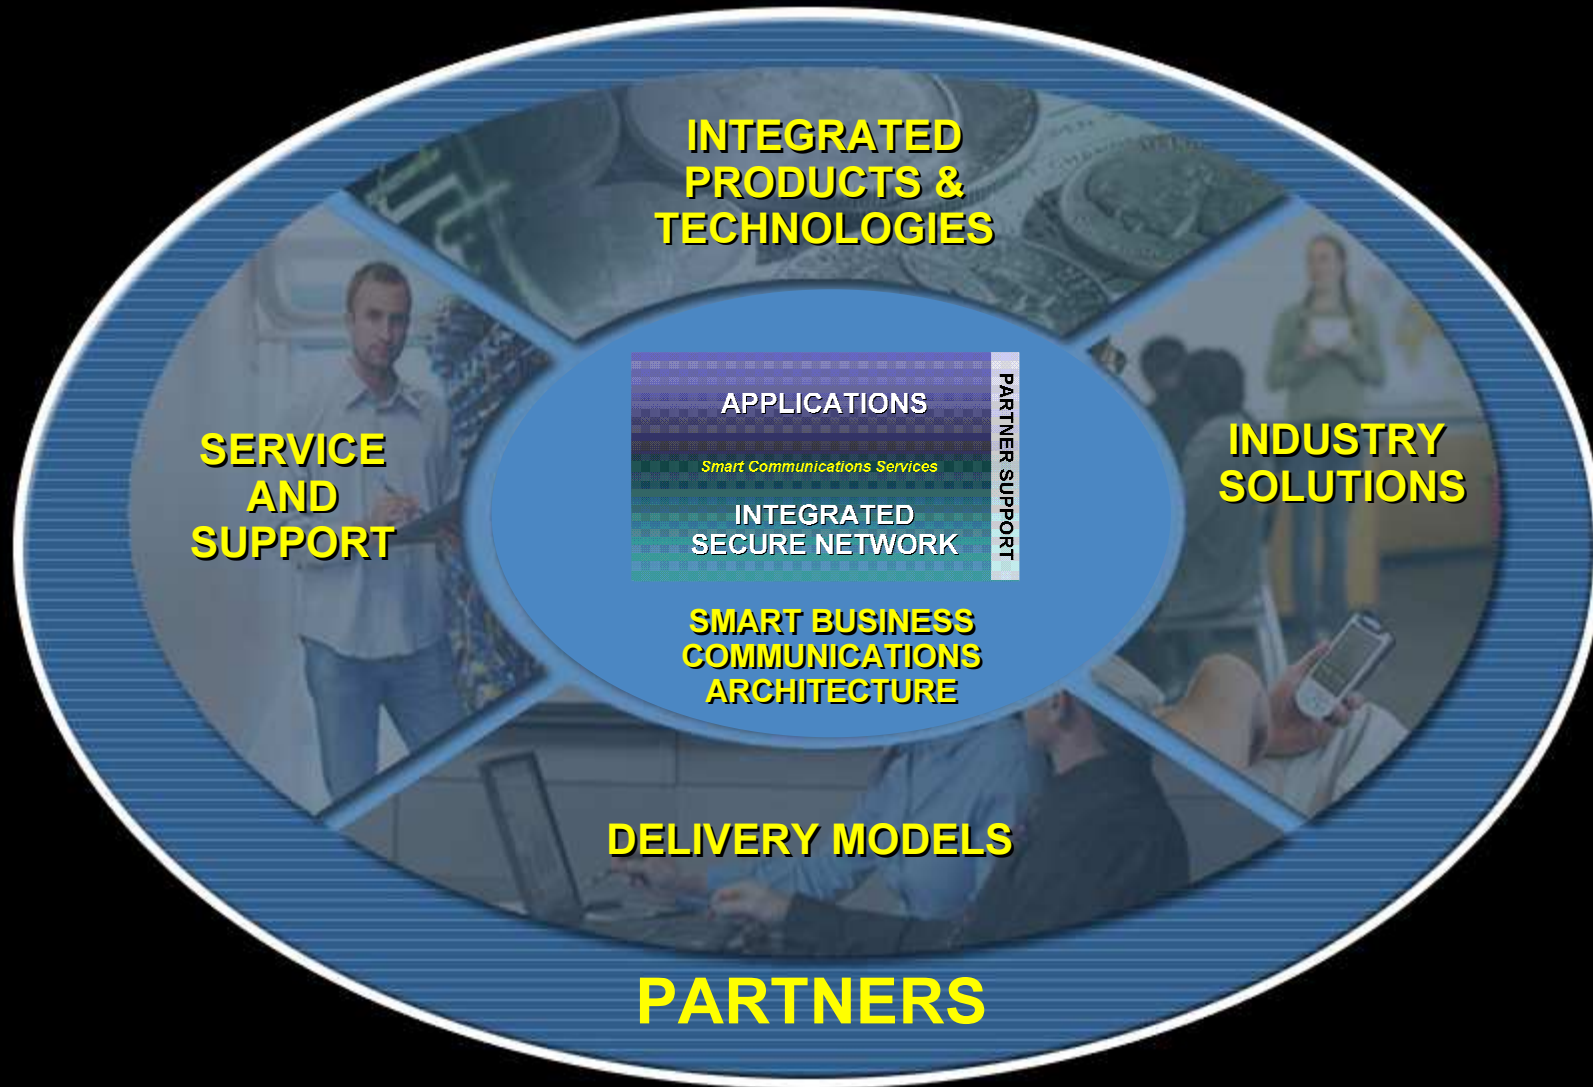 INTEGRATED
PRODUCTS &
TECHNOLOGIES
SERVICE
AND
SUPPORT
APPLICATIONS
Smart Communications Services
INTEGRATED
SECURE NETWORK
PARTNER SUPPORT
SMART BUSINESS
COMMUNICATIONS
ARCHITECTURE
INDUSTRY
SOLUTIONS
DELIVERY MODELS
PARTNERS